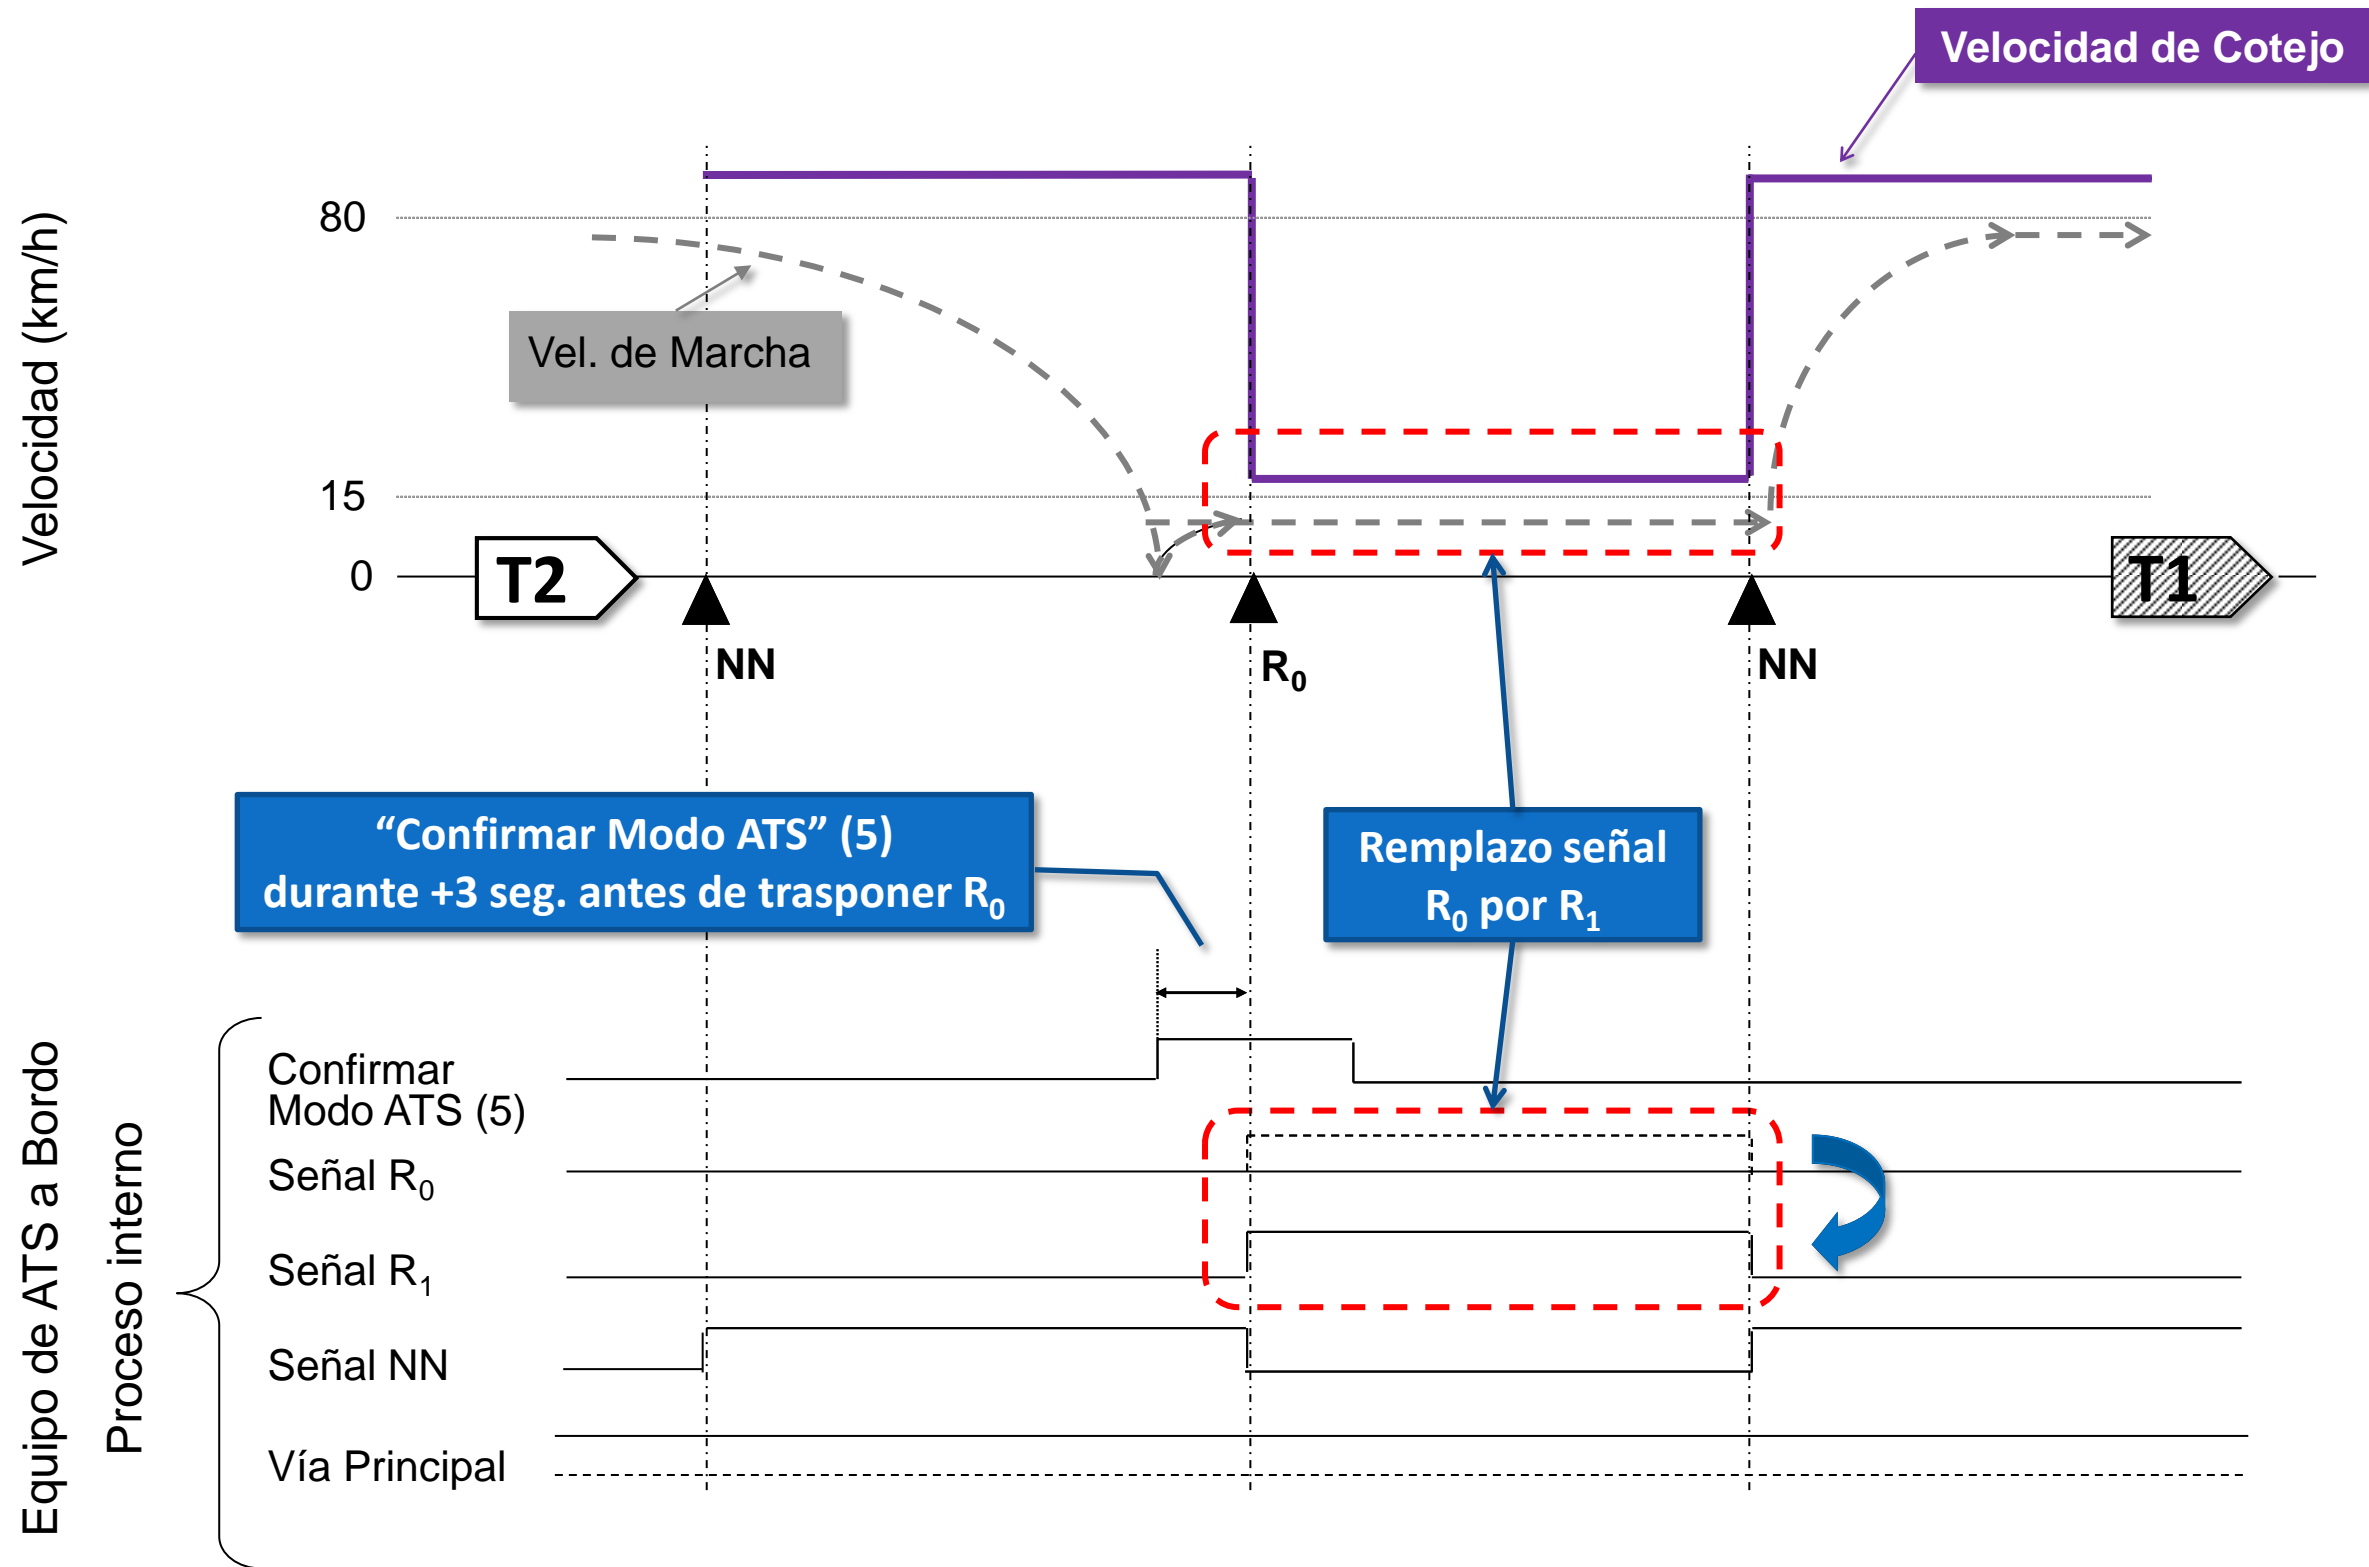 Velocidad de Cotejo
Velocidad (km/h)
80
Vel. de Marcha
15
0
T2
T1
NN
R₀
NN
“Confirmar Modo ATS” (5)
durante +3 seg. antes de trasponer R₀
Remplazo señal
R₀ por R₁
Equipo de ATS a Bordo
Proceso interno
Confirmar
Modo ATS (5)
Señal R₀
Señal R₁
Señal NN
Vía Principal